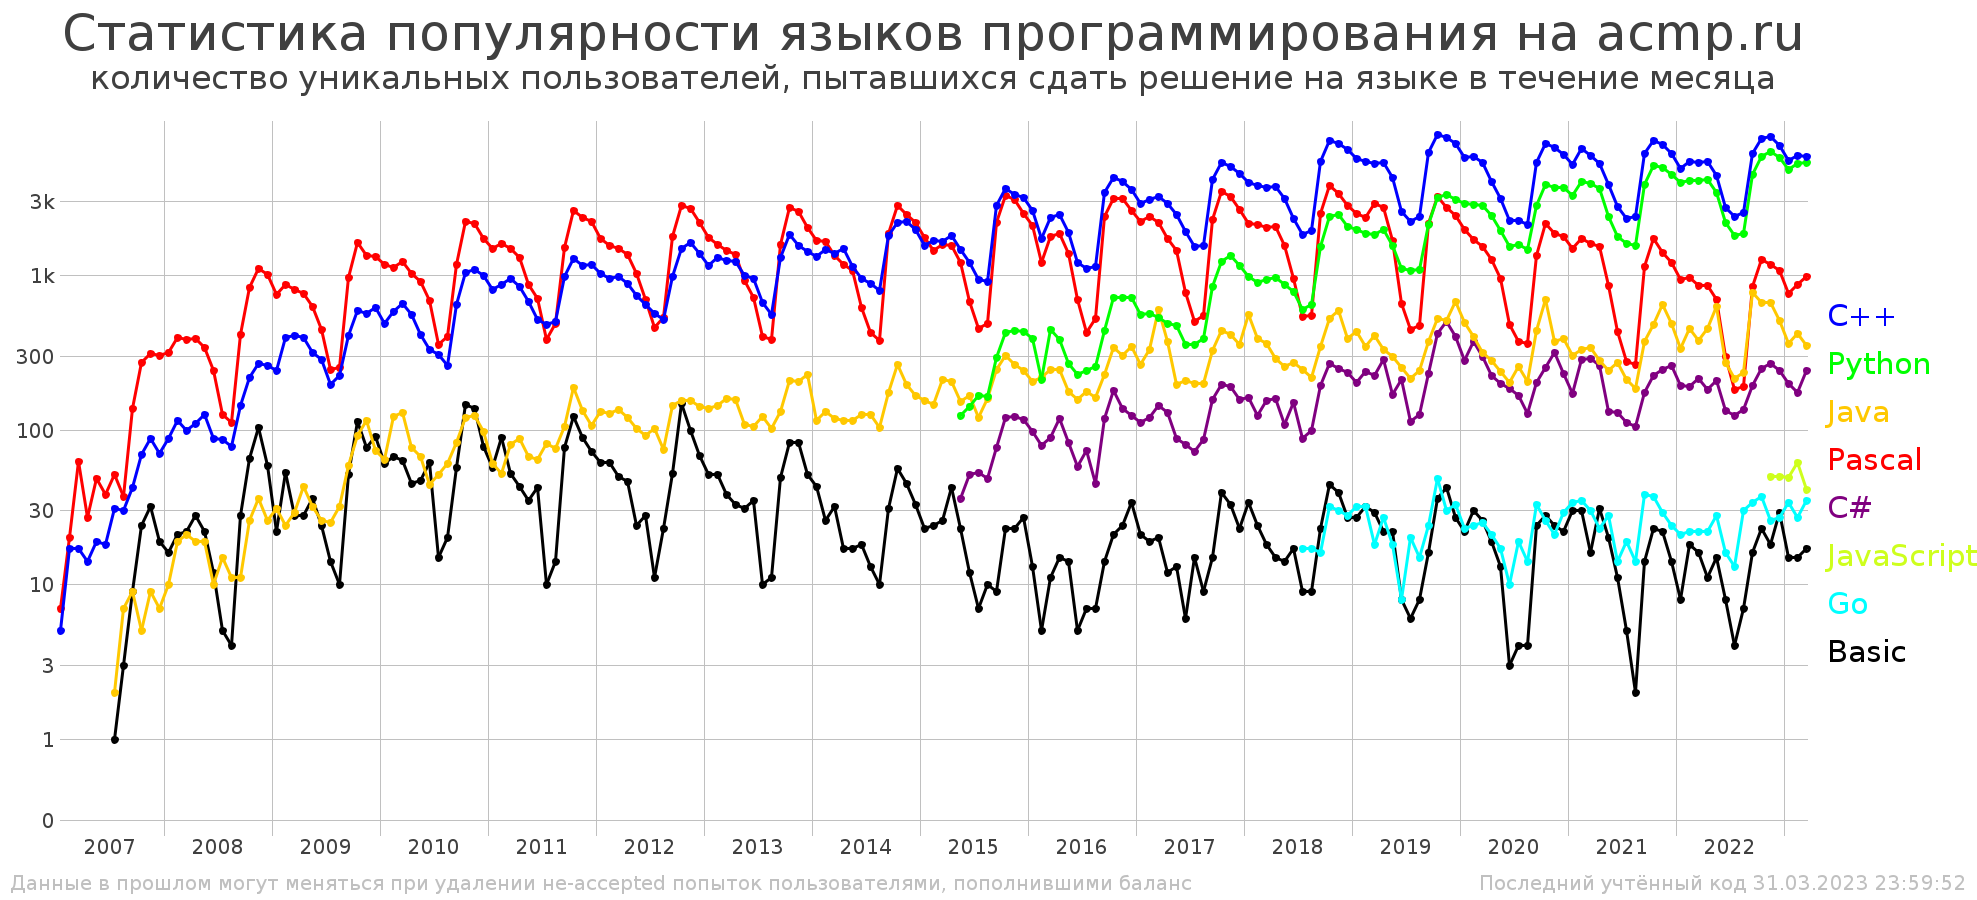 Статистика популярности языков программирования на acmp.ru
количество уникальных пользователей, пытавшихся сдать решение на языке в течение месяца
3k
1k
300
100
30
10
3
1
0
C++
Python
Java
Pascal
C#
JavaScript
Go
Basic
2007 2008 2009 2010 2011 2012 2013 2014 2015 2016 2017 2018 2019 2020 2021 2022
Данные в прошлом могут меняться при удалении не-accepted попыток пользователями, пополнившими баланс
Последний учтённый код 31.03.2023 23:59:52